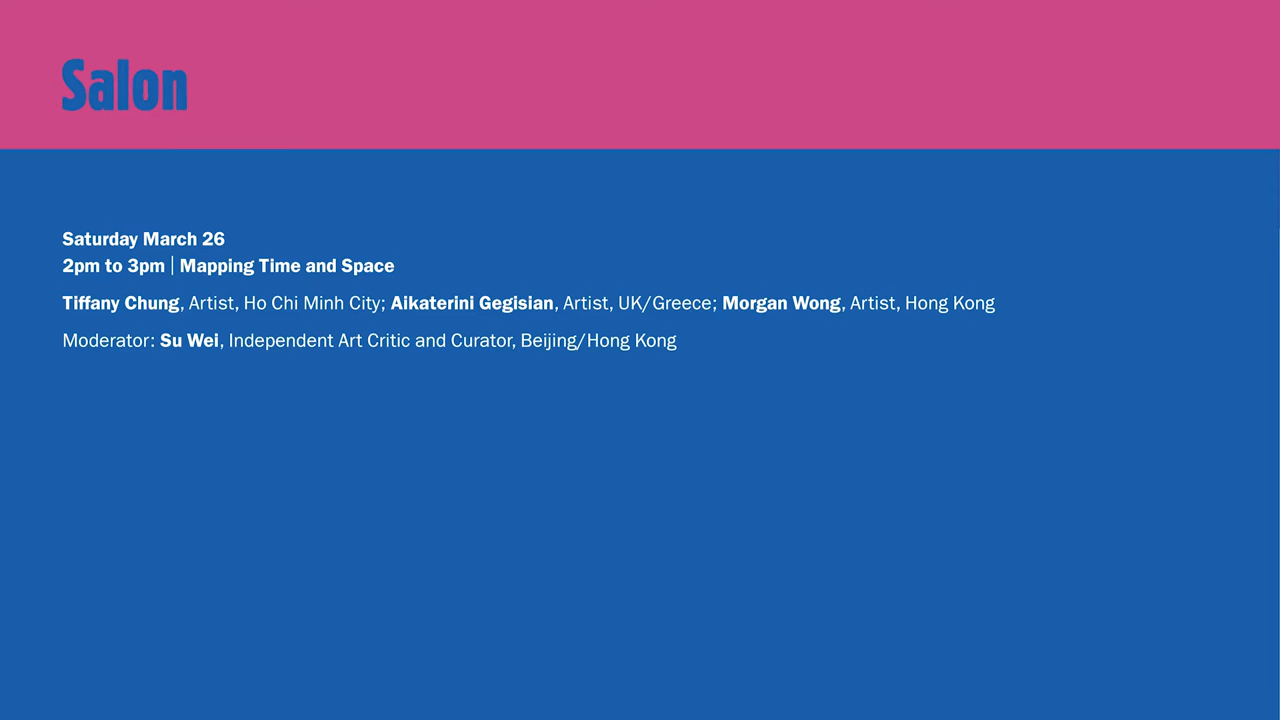 Salon
Saturday March 26
2pm to 3pm | Mapping Time and Space
Tiffany Chung, Artist, Ho Chi Minh City; Aikaterini Gegisian, Artist, UK/Greece; Morgan Wong, Artist, Hong Kong
Moderator: Su Wei, Independent Art Critic and Curator, Beijing/Hong Kong